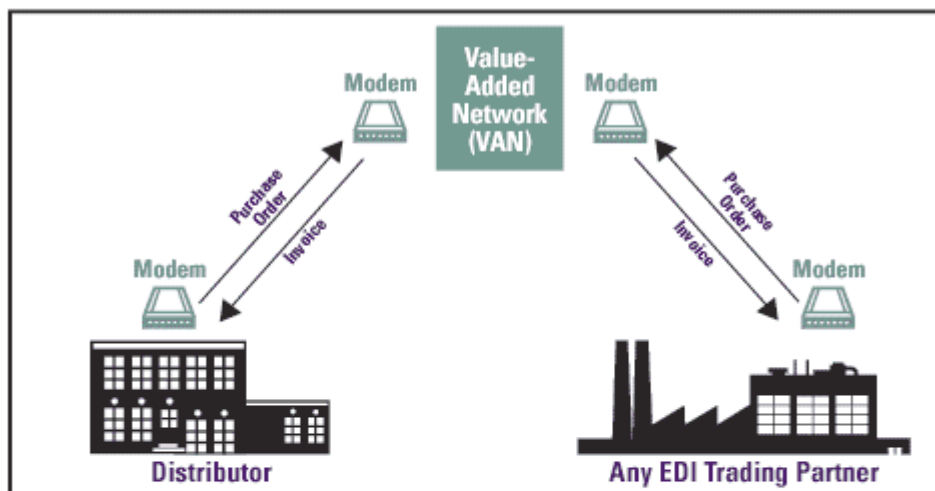 Value-
Added
Network
(VAN)
Modem
Modem
Purchase
Order
Invoice
Purchase
Order
Invoice
Modem
Modem
Distributor
Any EDI Trading Partner